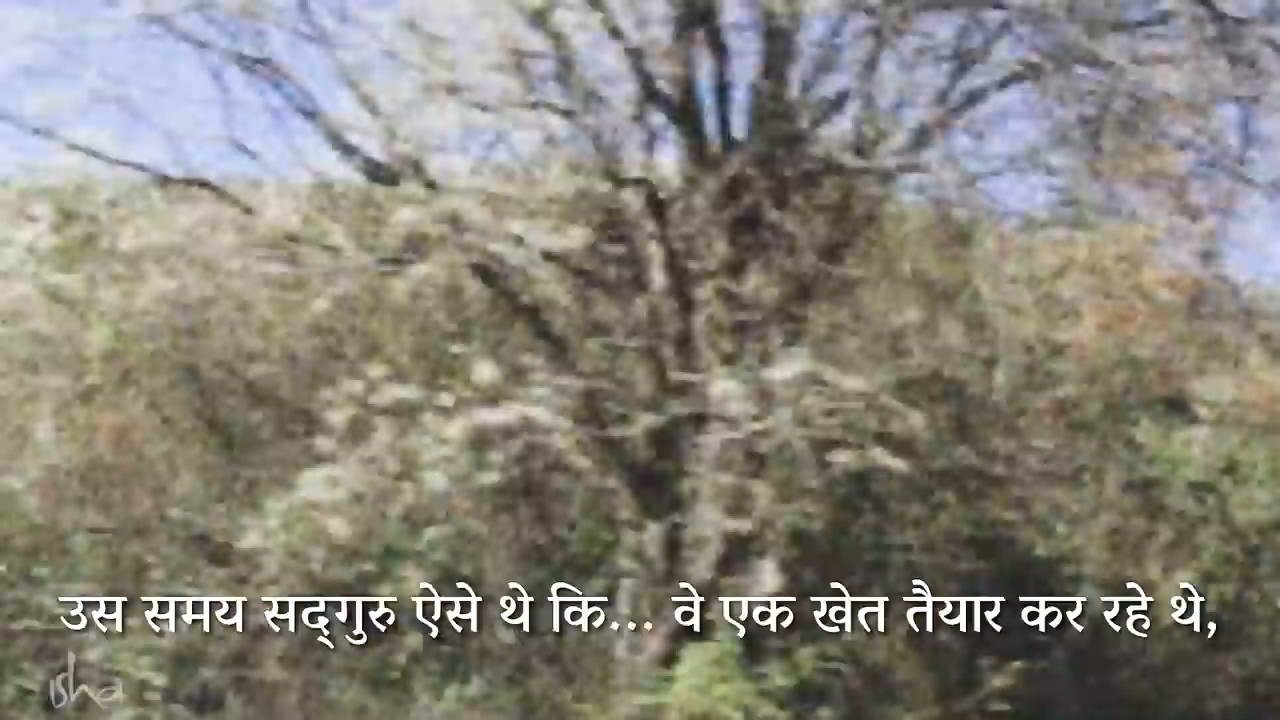 उस समय सद्गुरु ऐसे थे कि... वे एक खेत तैयार कर रहे थे,
isha